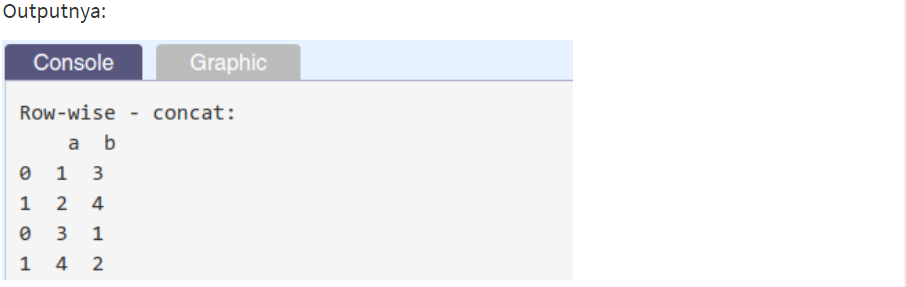 Outputnya:
Console Graphic
Row-wise - concat:
a b
0 1 3
1 2 4
0 3 1
1 4 2